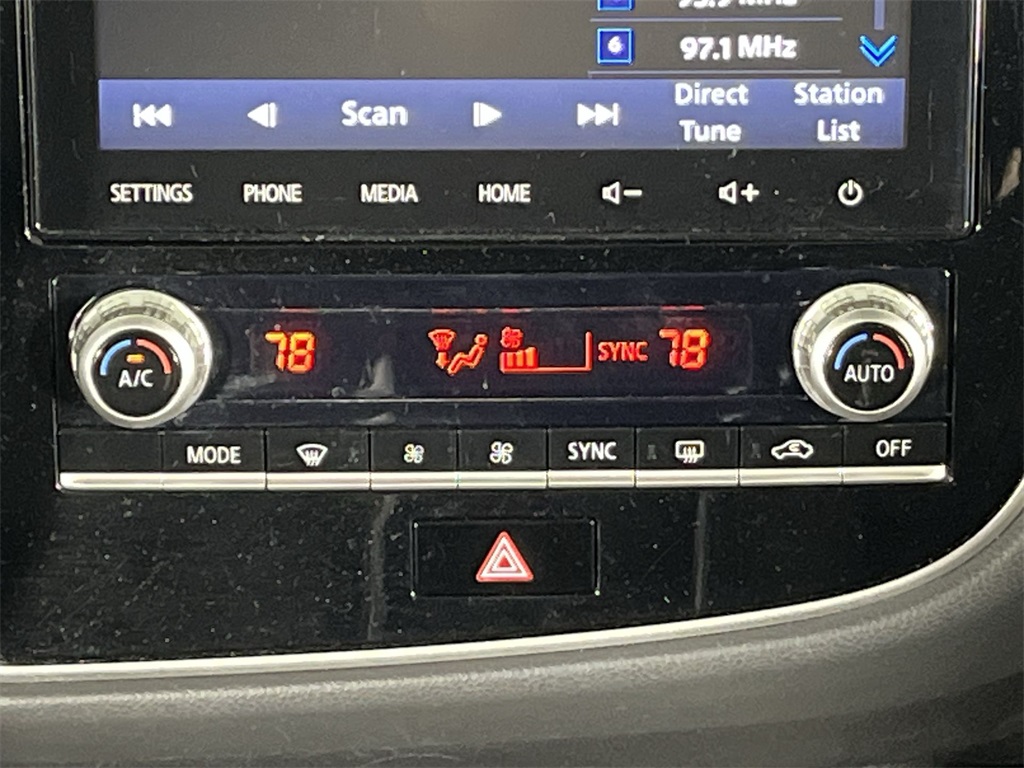 6 97.1 MHz
Scan Direct Tune Station List
SETTINGS PHONE MEDIA HOME
78 SYNC 78
A/C AUTO
MODE SYNC OFF